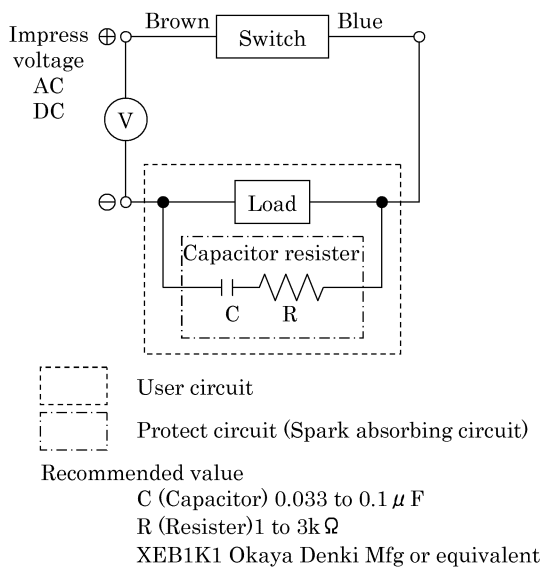 Brown
Switch
Blue
Impress
voltage
AC
DC
⊕
V
⊖
Load
Capacitor resister
C
R
User circuit
Protect circuit (Spark absorbing circuit)
Recommended value
C (Capacitor) 0.033 to 0.1 μ F
R (Resister)1 to 3k Ω
XEB1K1 Okaya Denki Mfg or equivalent